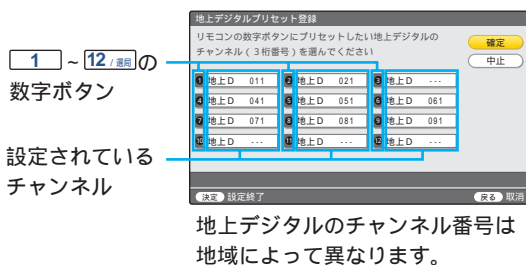 地上デジタルプリセット登録
リモコンの数字ボタンにプリセットしたい地上デジタルの
チャンネル(3桁番号)を選んでください
確定
中止
1 ~ 12 / 選局 の
数字ボタン
1 地上D 011 2 地上D 021 3 地上D ---
4 地上D 041 5 地上D 051 6 地上D 061
7 地上D 071 8 地上D 081 9 地上D 091
10 地上D --- 11 地上D --- 12 地上D ---
設定されている
チャンネル
決定 設定終了 戻る 取消
地上デジタルのチャンネル番号は
地域によって異なります。